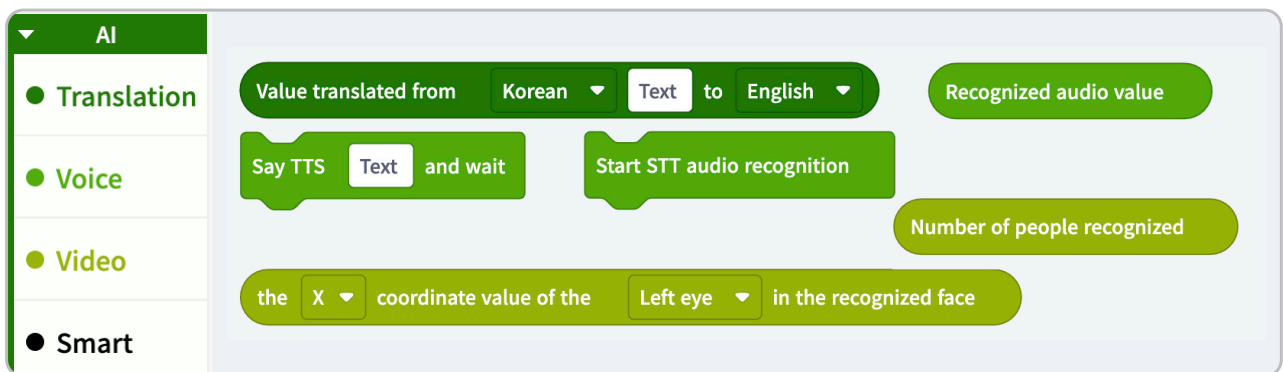 AI
Translation
Voice
Video
Smart
Value translated from Korean Text to English
Recognized audio value
Say TTS Text and wait
Start STT audio recognition
Number of people recognized
the X coordinate value of the Left eye in the recognized face